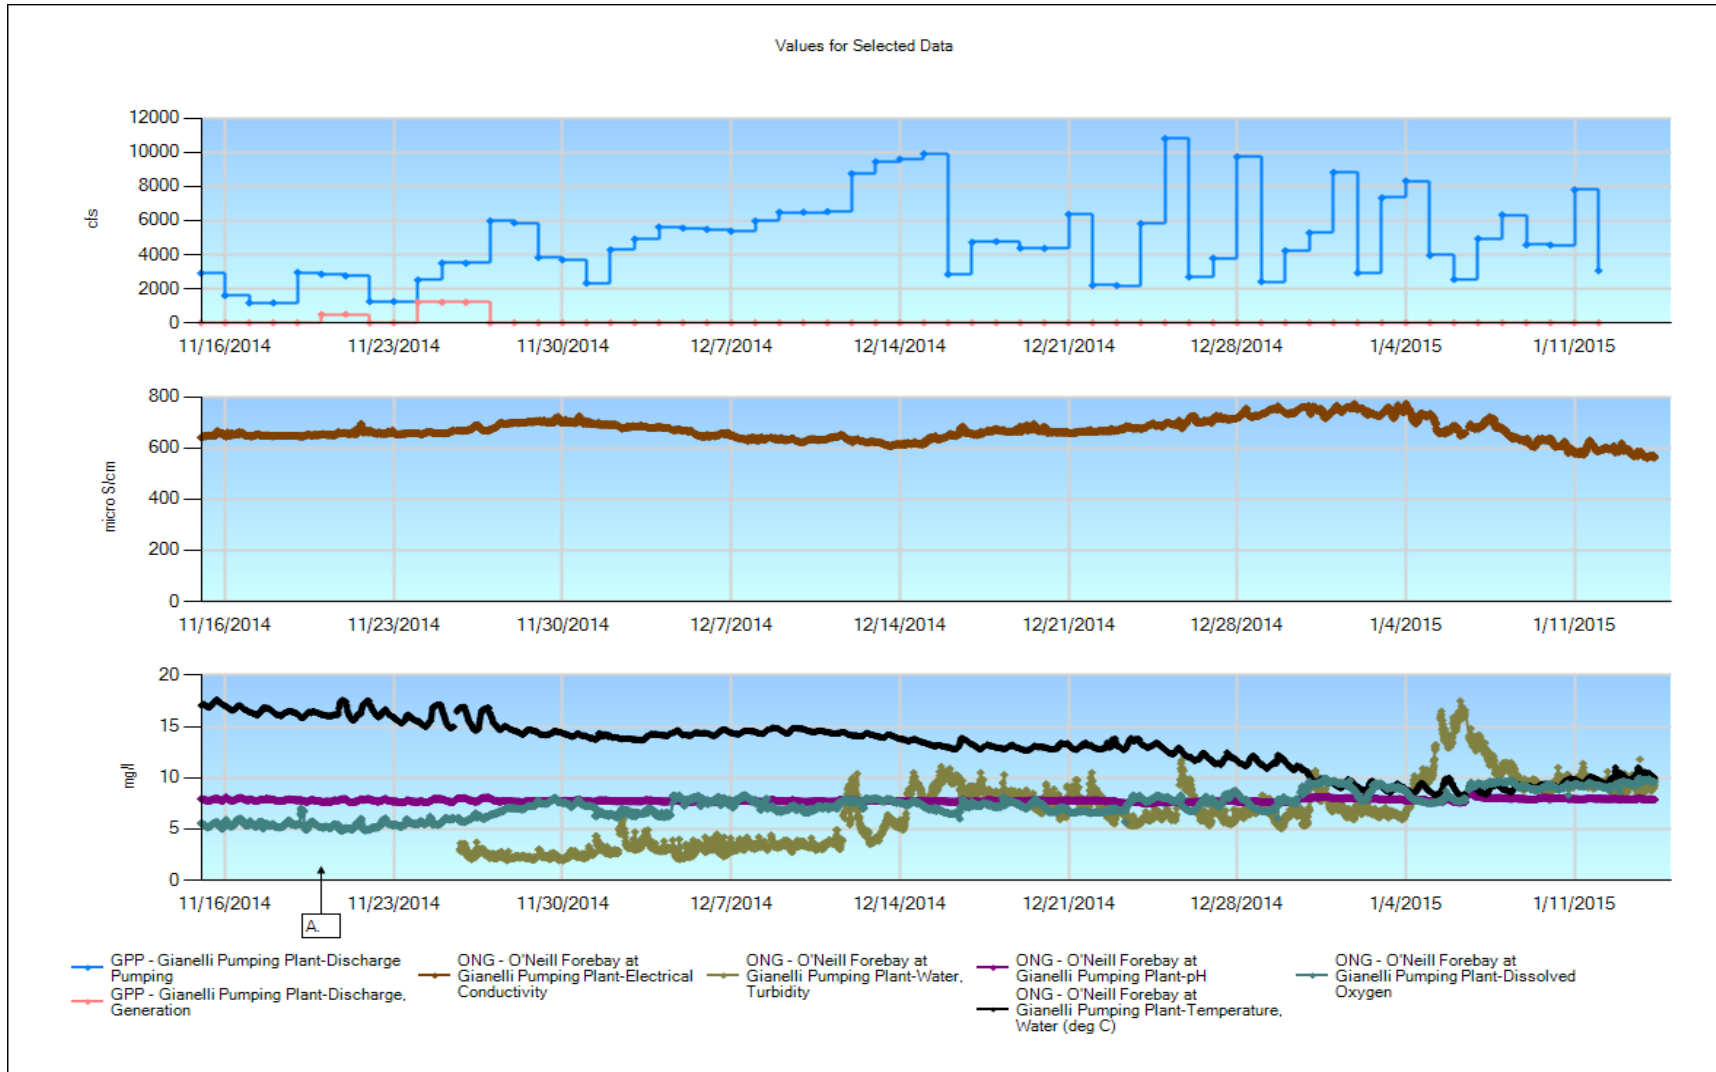 Values for Selected Data
12000
10000
8000
6000
4000
2000
0
cfs
11/16/2014 11/23/2014 11/30/2014 12/7/2014 12/14/2014 12/21/2014 12/28/2014 1/4/2015 1/11/2015
800
600
400
200
0
micro S/cm
11/16/2014 11/23/2014 11/30/2014 12/7/2014 12/14/2014 12/21/2014 12/28/2014 1/4/2015 1/11/2015
20
15
10
5
0
mg/l
11/16/2014 11/23/2014 11/30/2014 12/7/2014 12/14/2014 12/21/2014 12/28/2014 1/4/2015 1/11/2015
A.
GPP - Gianelli Pumping Plant-Discharge
Pumping
GPP - Gianelli Pumping Plant-Discharge,
Generation
ONG - O'Neill Forebay at
Gianelli Pumping Plant-Electrical
Conductivity
ONG - O'Neill Forebay at
Gianelli Pumping Plant-Water,
Turbidity
ONG - O'Neill Forebay at
Gianelli Pumping Plant-pH
ONG - O'Neill Forebay at
Gianelli Pumping Plant-Temperature,
Water (deg C)
ONG - O'Neill Forebay at
Gianelli Pumping Plant-Dissolved
Oxygen